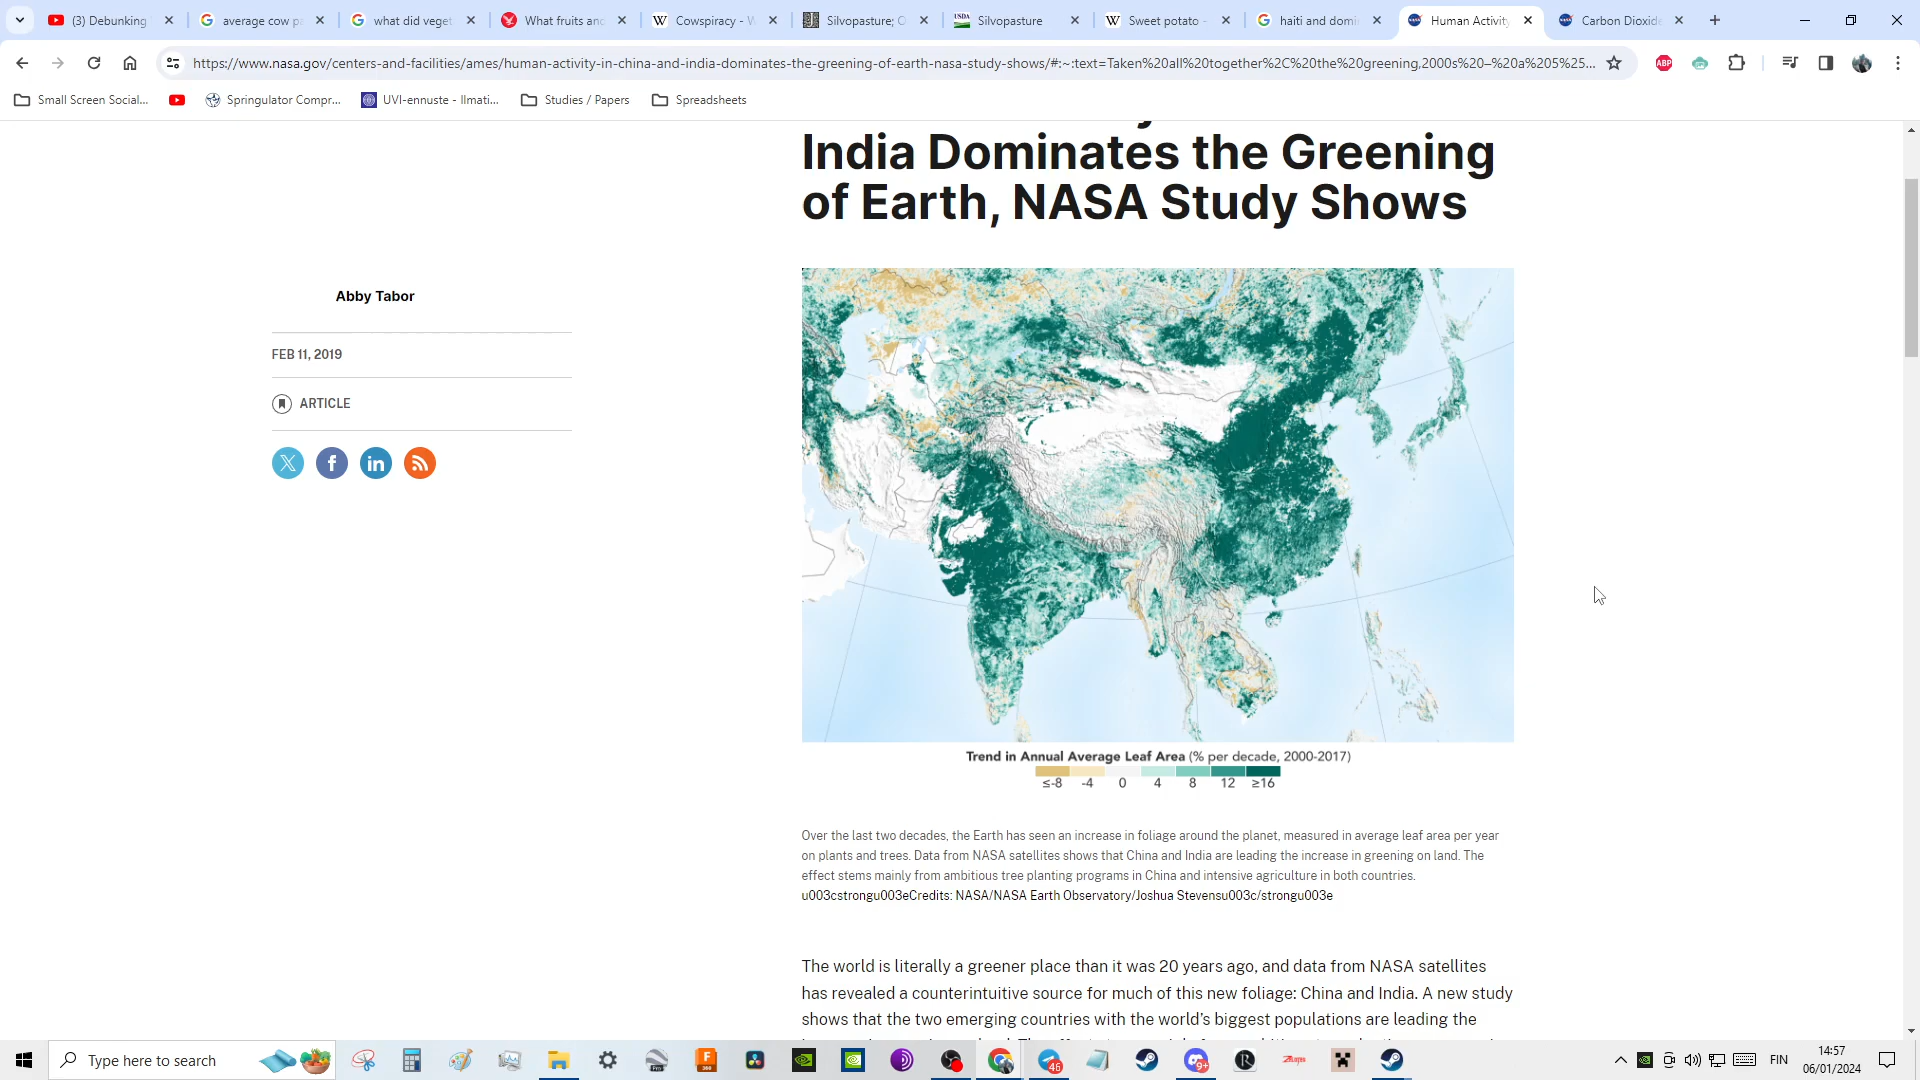 (3) Debunking
average cow pa
what did veget
What fruits and
Cowspiracy - W
Silvopasture; O
USDA
Silvopasture
Sweet potato -
haiti and domi
Human Activity
Carbon Dioxide
https://www.nasa.gov/centers-and-facilities/ames/human-activity-in-china-and-india-dominates-the-greening-of-earth-nasa-study-shows/#:~:text=Taken%20all%20together%2C%20the%20greening,2000s%20–%20a%205%25...
ABP
Small Screen Social...
Springulator Compr...
UVI-ennuste - Ilmati...
Studies / Papers
Spreadsheets
India Dominates the Greening
of Earth, NASA Study Shows
Abby Tabor
FEB 11, 2019
ARTICLE
Trend in Annual Average Leaf Area (% per decade, 2000-2017)
≤-8 -4 0 4 8 12 ≥16
Over the last two decades, the Earth has seen an increase in foliage around the planet, measured in average leaf area per year
on plants and trees. Data from NASA satellites shows that China and India are leading the increase in greening on land. The
effect stems mainly from ambitious tree planting programs in China and intensive agriculture in both countries.
u003cstrongu003eCredits: NASA/NASA Earth Observatory/Joshua Stevensu003c/strongu003e
The world is literally a greener place than it was 20 years ago, and data from NASA satellites
has revealed a counterintuitive source for much of this new foliage: China and India. A new study
shows that the two emerging countries with the world's biggest populations are leading the
Type here to search
46
9+
FIN
14:57
06/01/2024